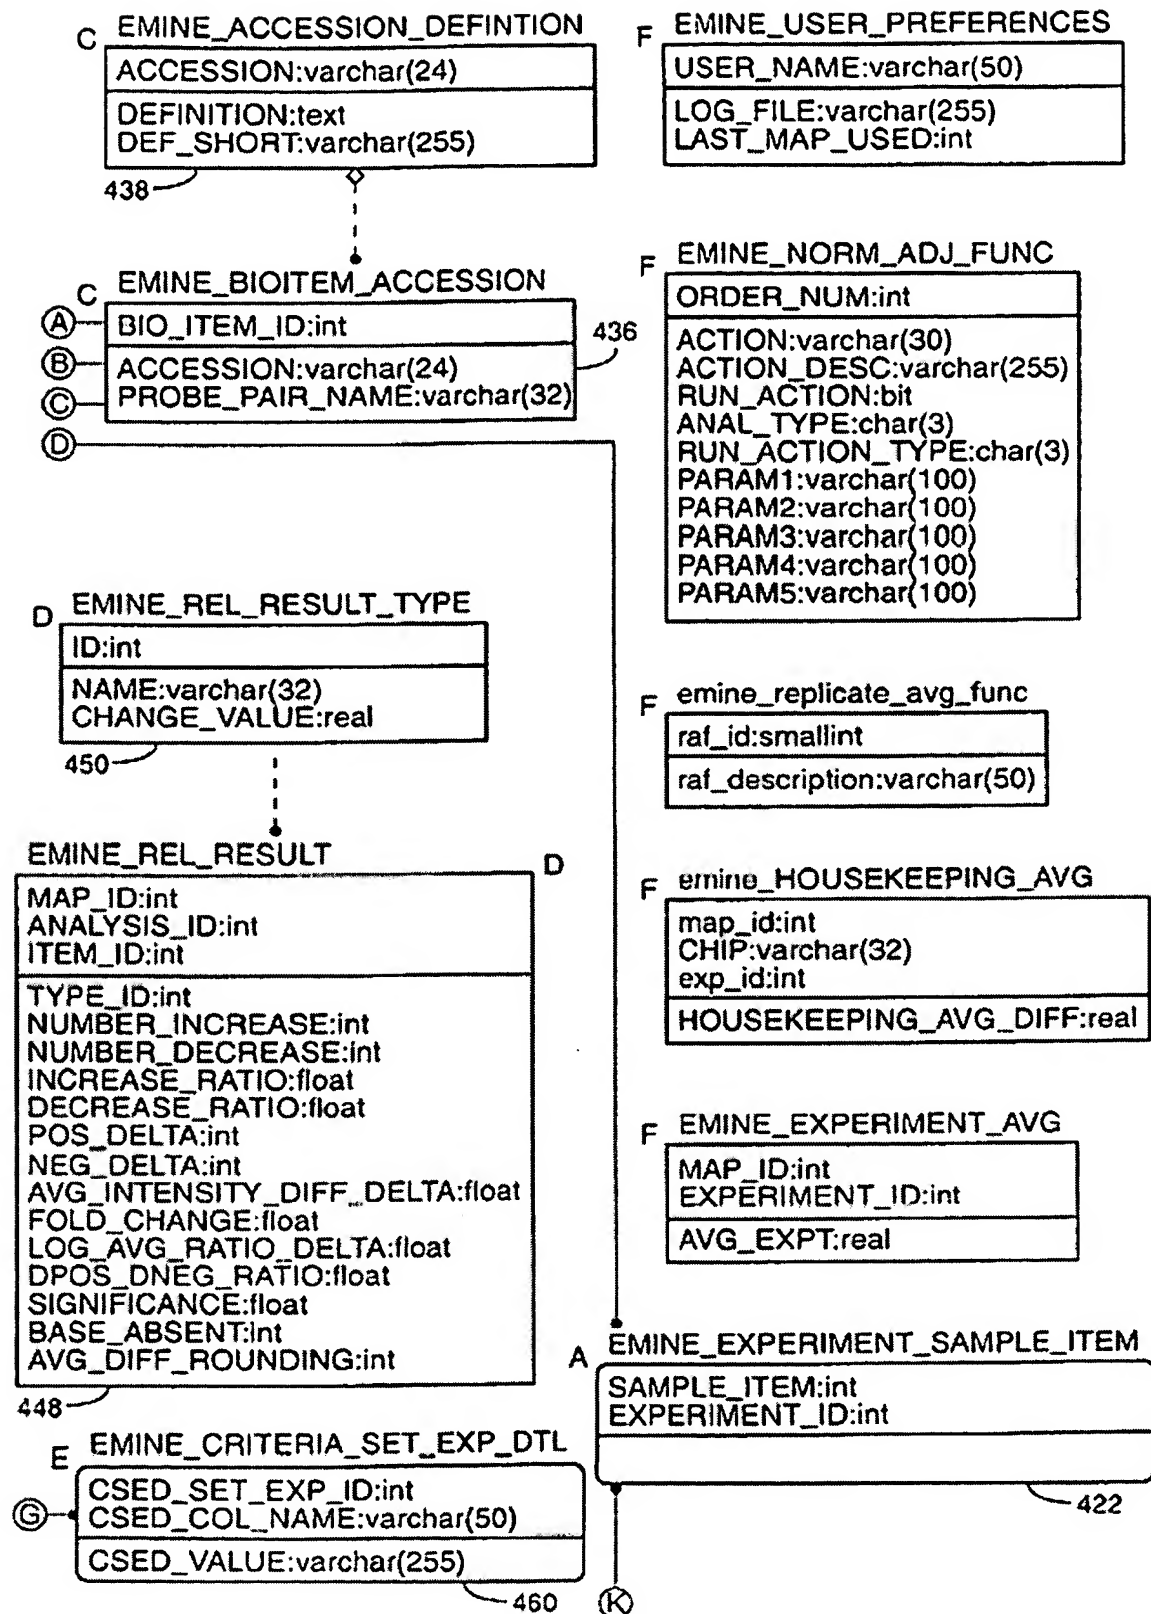 C EMINE_ACCESSION_DEFINTION
ACCESSION:varchar(24)
DEFINITION:text
DEF_SHORT:varchar(255)
438
F EMINE_USER_PREFERENCES
USER_NAME:varchar(50)
LOG_FILE:varchar(255)
LAST_MAP_USED:int
C EMINE_BIOITEM_ACCESSION
A BIO_ITEM_ID:int
436
B ACCESSION:varchar(24)
C PROBE_PAIR_NAME:varchar(32)
D
F EMINE_NORM_ADJ_FUNC
ORDER_NUM:int
ACTION:varchar(30)
ACTION_DESC:varchar(255)
RUN_ACTION:bit
ANAL_TYPE:char(3)
RUN_ACTION_TYPE:char(3)
PARAM1:varchar(100)
PARAM2:varchar(100)
PARAM3:varchar(100)
PARAM4:varchar(100)
PARAM5:varchar(100)
D EMINE_REL_RESULT_TYPE
ID:int
NAME:varchar(32)
CHANGE_VALUE:real
450
F emine_replicate_avg_func
raf_id:smallint
raf_description:varchar(50)
EMINE_REL_RESULT D
MAP_ID:int
ANALYSIS_ID:int
ITEM_ID:int
TYPE_ID:int
NUMBER_INCREASE:int
NUMBER_DECREASE:int
INCREASE_RATIO:float
DECREASE_RATIO:float
POS_DELTA:int
NEG_DELTA:int
AVG_INTENSITY_DIFF_DELTA:float
FOLD_CHANGE:float
LOG_AVG_RATIO_DELTA:float
DPOS_DNEG_RATIO:float
SIGNIFICANCE:float
BASE_ABSENT:int
AVG_DIFF_ROUNDING:int
448
F emine_HOUSEKEEPING_AVG
map_id:int
CHIP:varchar(32)
exp_id:int
HOUSEKEEPING_AVG_DIFF:real
F EMINE_EXPERIMENT_AVG
MAP_ID:int
EXPERIMENT_ID:int
AVG_EXPT:real
A EMINE_EXPERIMENT_SAMPLE_ITEM
SAMPLE_ITEM:int
EXPERIMENT_ID:int
422
K
E EMINE_CRITERIA_SET_EXP_DTL
G CSED_SET_EXP_ID:int
CSED_COL_NAME:varchar(50)
CSED_VALUE:varchar(255)
460